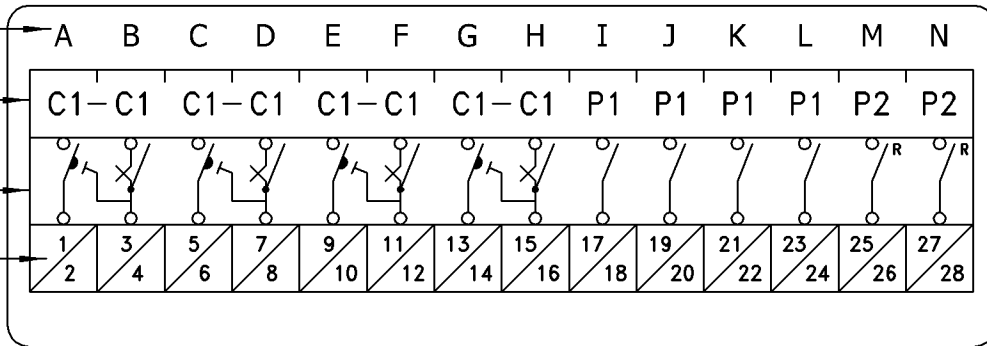 A B C D E F G H I J K L M N
C1-C1 C1-C1 C1-C1 C1-C1 P1 P1 P1 P1 P2 P2
R R
1 3 5 7 9 11 13 15 17 19 21 23 25 27
2 4 6 8 10 12 14 16 18 20 22 24 26 28